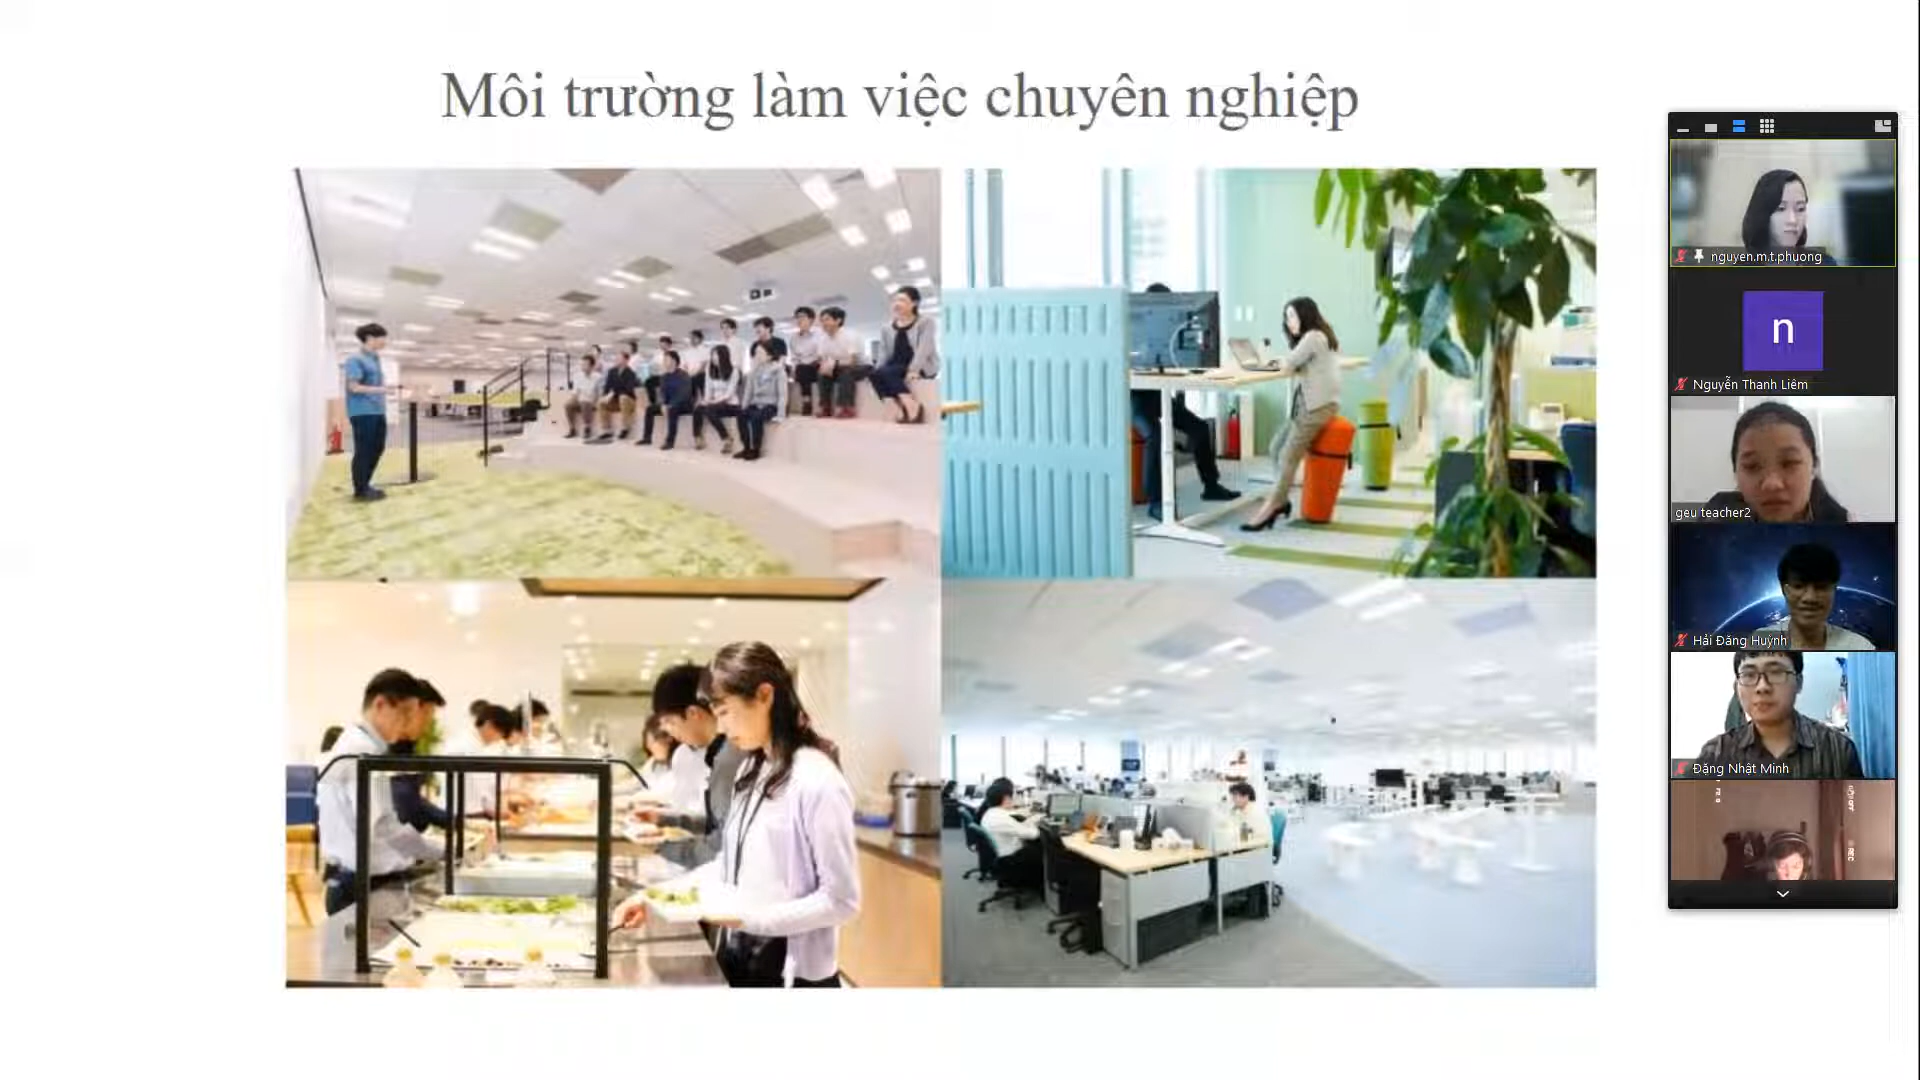 Môi trường làm việc chuyên nghiệp
nguyen.m.t.phuong
n
Nguyễn Thanh Liêm
geu teacher2
Hải Đăng Huỳnh
Đặng Nhật Minh
REC